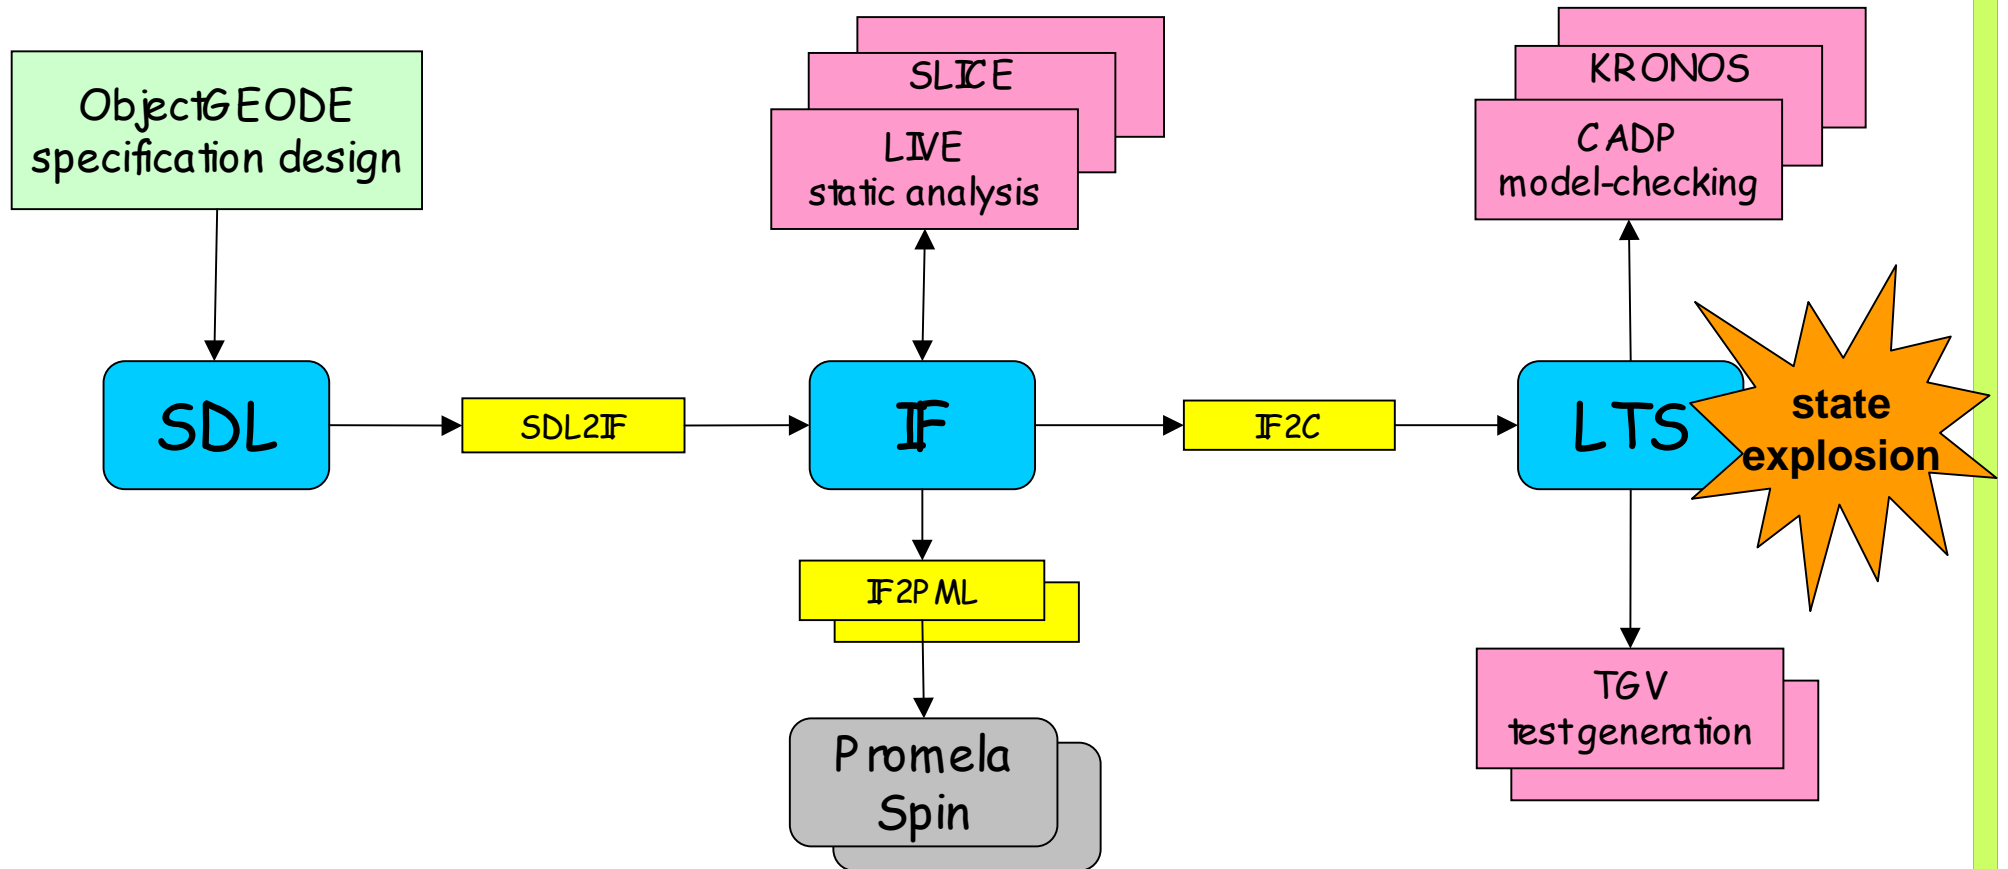 ObjectGEODE
specification design
SLICE
LIVE
static analysis
KRONOS
CADP
model-checking
SDL
SDL2IF
IF
IF2C
LTS
state
explosion
IF2PML
Promela
Spin
TGV
test generation